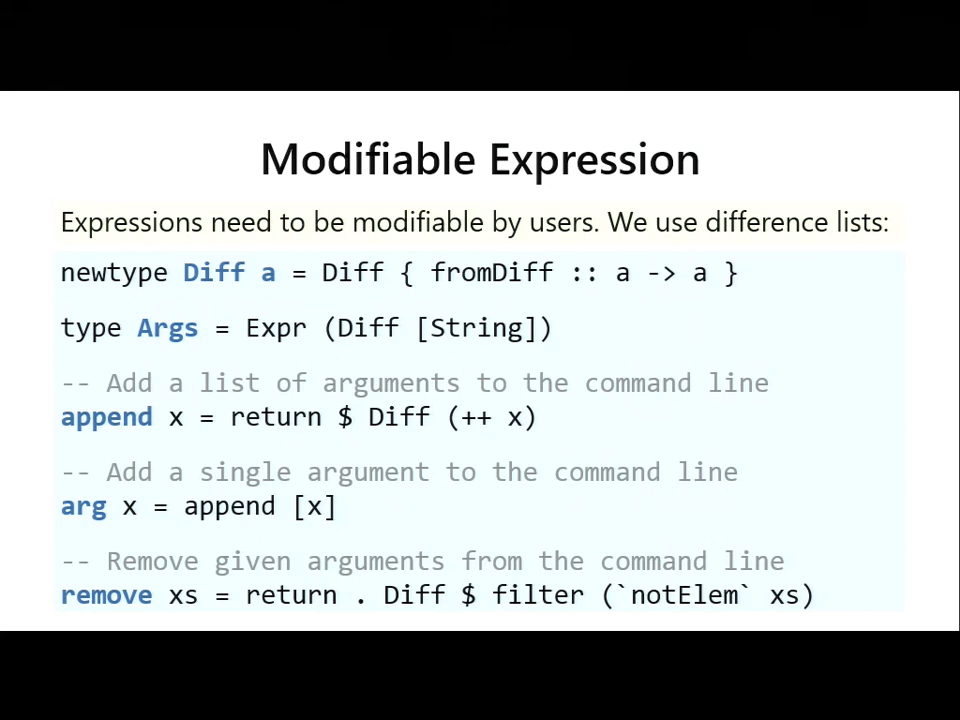 Modifiable Expression
Expressions need to be modifiable by users. We use difference lists:
newtype Diff a = Diff { fromDiff :: a -> a }
type Args = Expr (Diff [String])
-- Add a list of arguments to the command line
append x = return $ Diff (++ x)
-- Add a single argument to the command line
arg x = append [x]
-- Remove given arguments from the command line
remove xs = return . Diff $ filter (`notElem` xs)